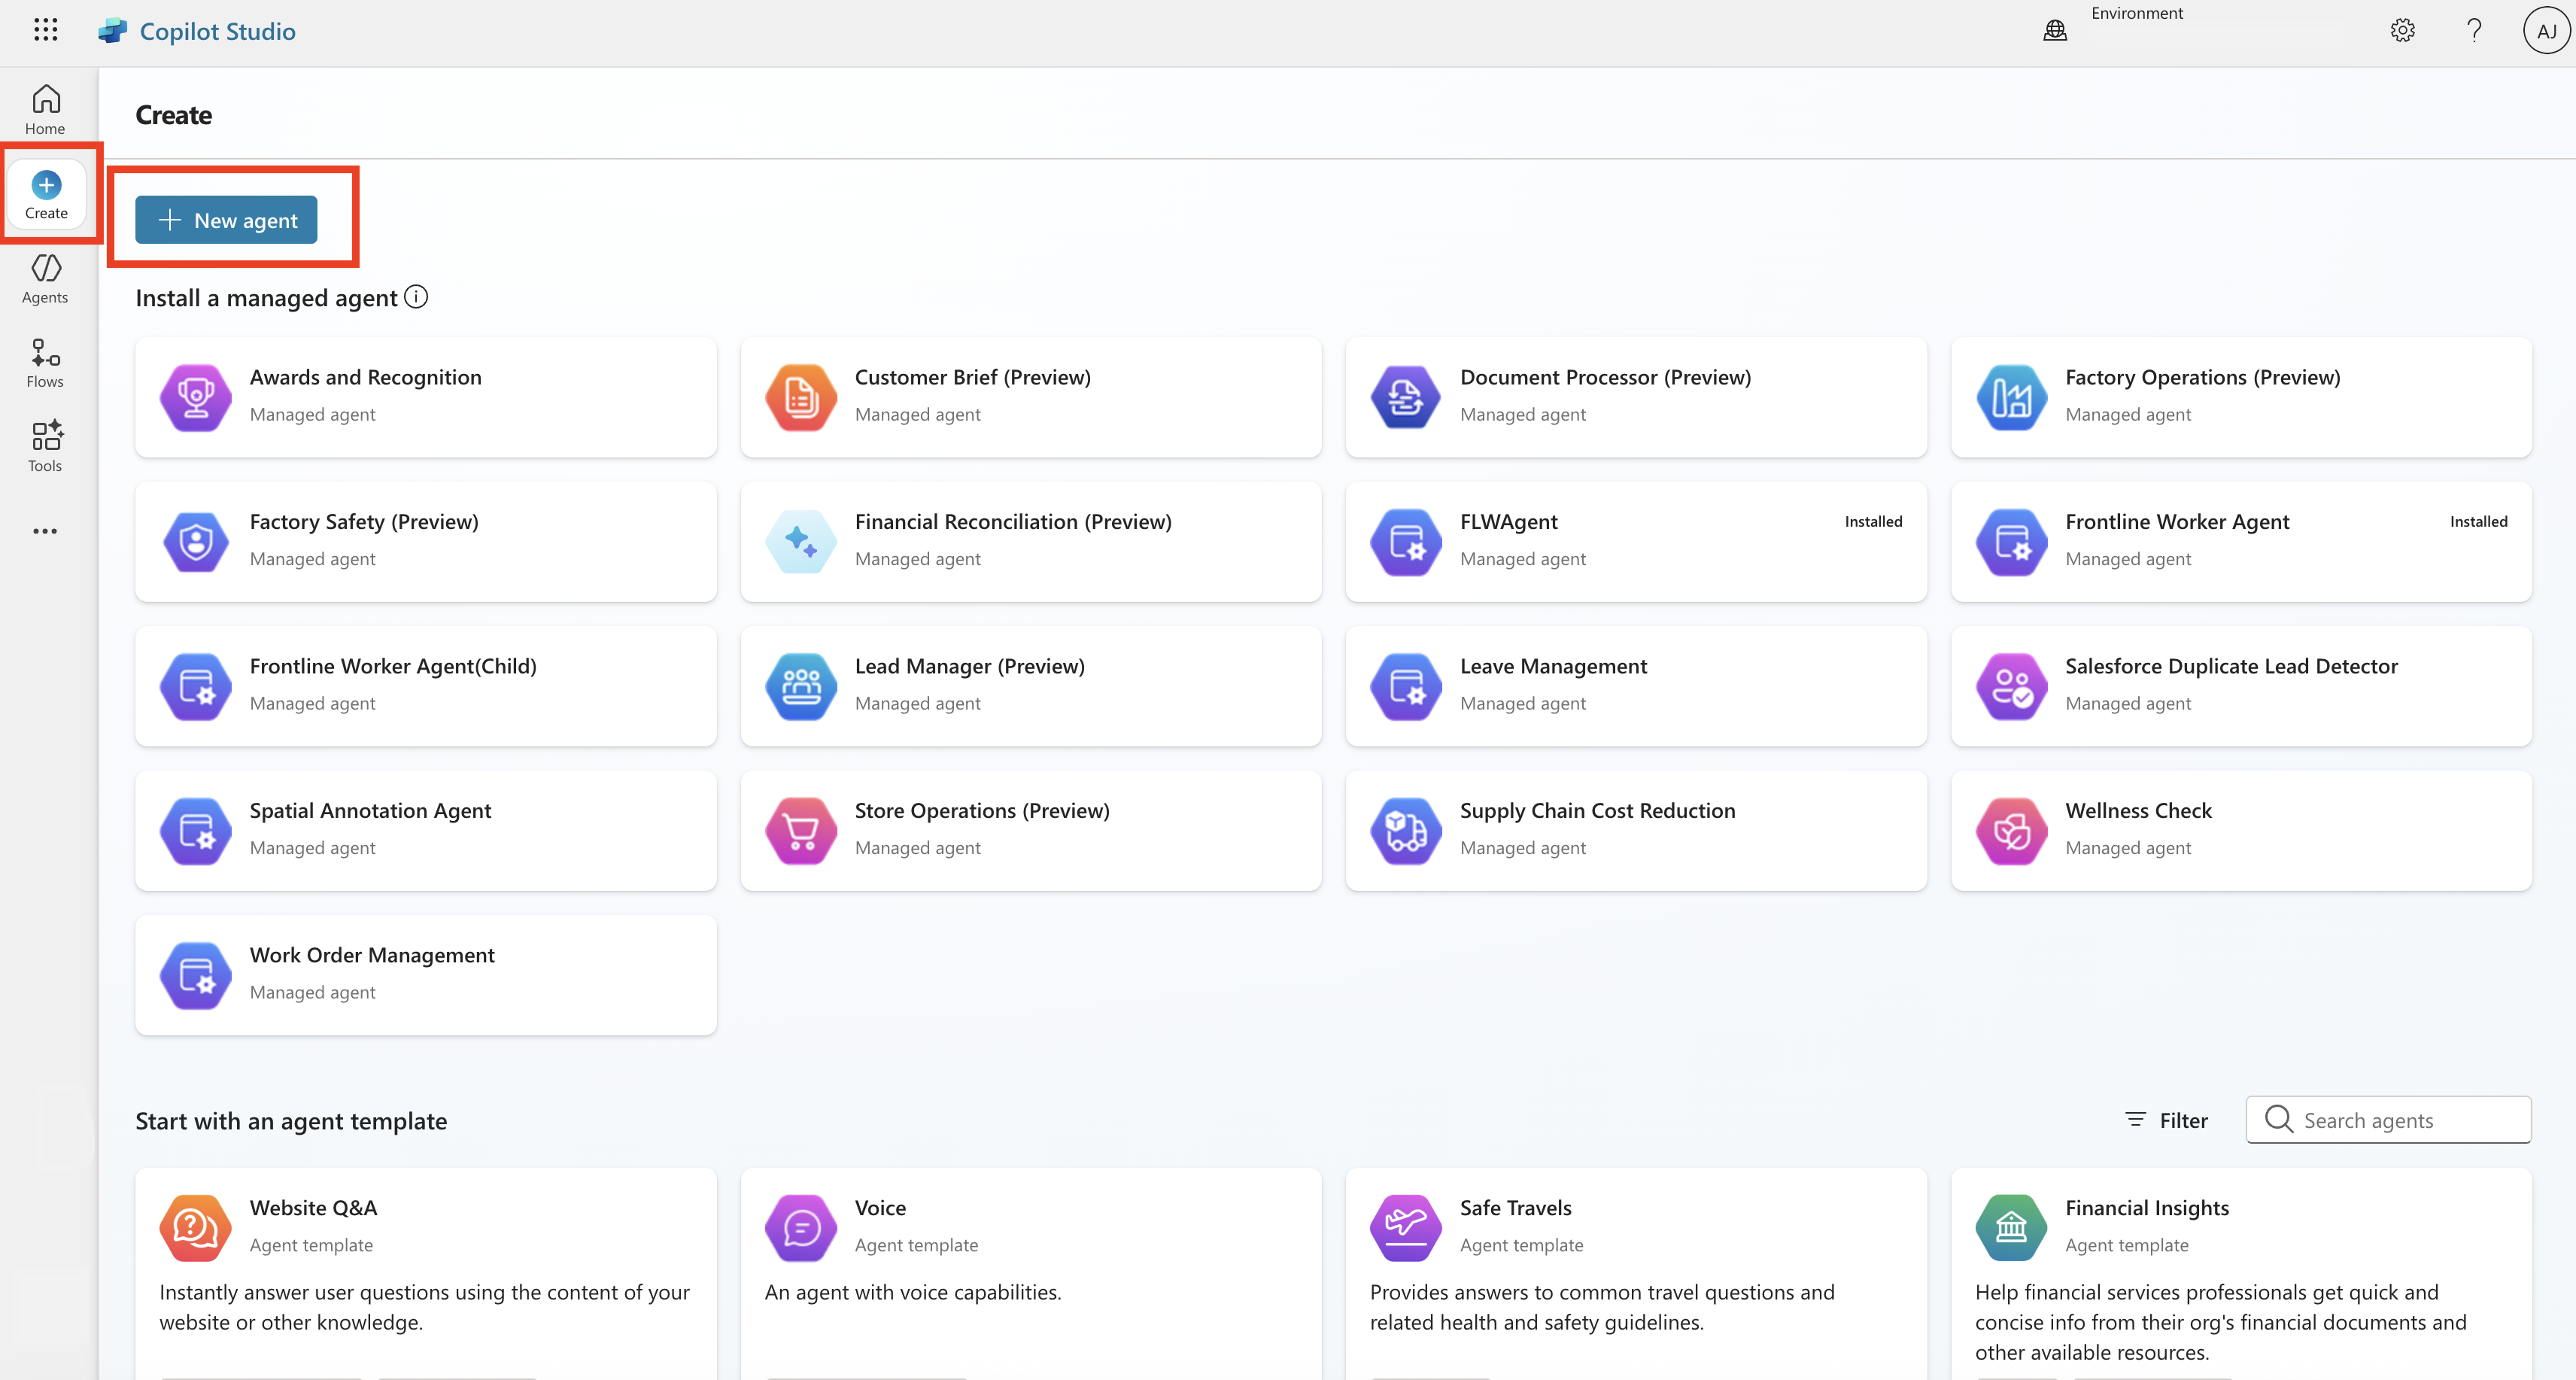 Copilot Studio
Environment
AJ
Home
Create
Agents
Flows
Tools
Create
New agent
Install a managed agent
Awards and Recognition
Managed agent
Customer Brief (Preview)
Managed agent
Document Processor (Preview)
Managed agent
Factory Operations (Preview)
Managed agent
Factory Safety (Preview)
Managed agent
Financial Reconciliation (Preview)
Managed agent
FLWAgent
Installed
Managed agent
Frontline Worker Agent
Installed
Managed agent
Frontline Worker Agent(Child)
Managed agent
Lead Manager (Preview)
Managed agent
Leave Management
Managed agent
Salesforce Duplicate Lead Detector
Managed agent
Spatial Annotation Agent
Managed agent
Store Operations (Preview)
Managed agent
Supply Chain Cost Reduction
Managed agent
Wellness Check
Managed agent
Work Order Management
Managed agent
Start with an agent template
Filter
Search agents
Website Q&A
Agent template
Instantly answer user questions using the content of your
website or other knowledge.
Voice
Agent template
An agent with voice capabilities.
Safe Travels
Agent template
Provides answers to common travel questions and
related health and safety guidelines.
Financial Insights
Agent template
Help financial services professionals get quick and
concise info from their org's financial documents and
other available resources.